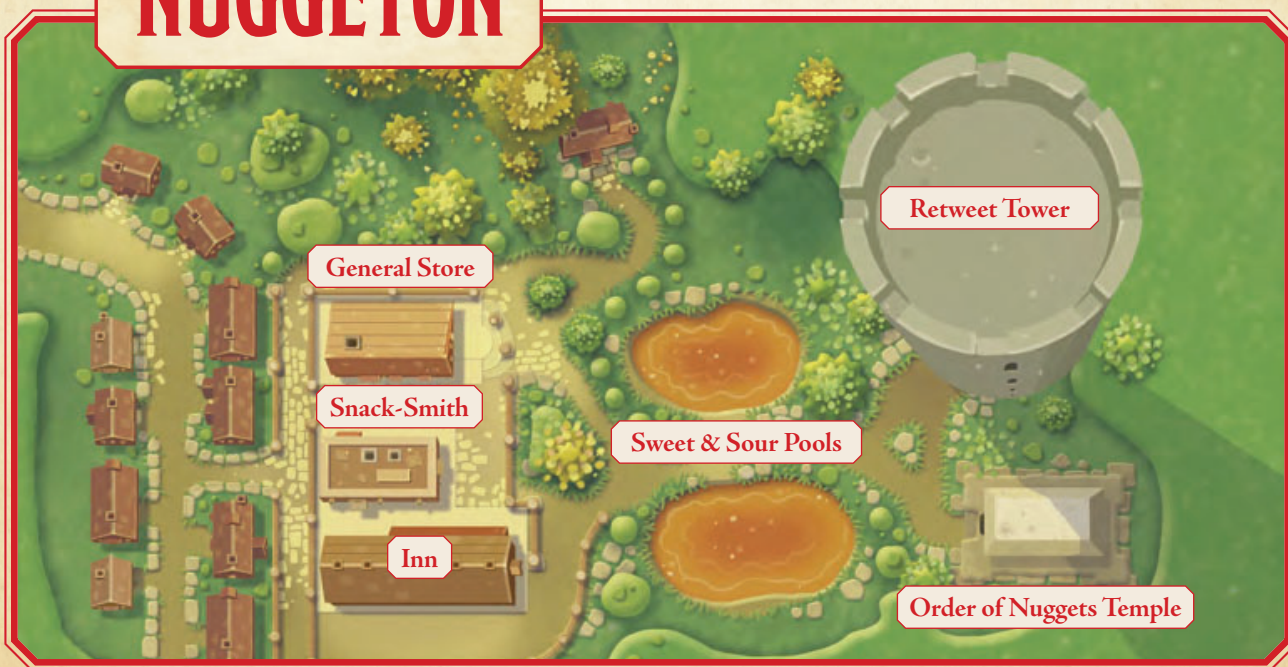 NUGGETON
Retweet Tower
General Store
Snack-Smith
Sweet & Sour Pools
Inn
Order of Nuggets Temple